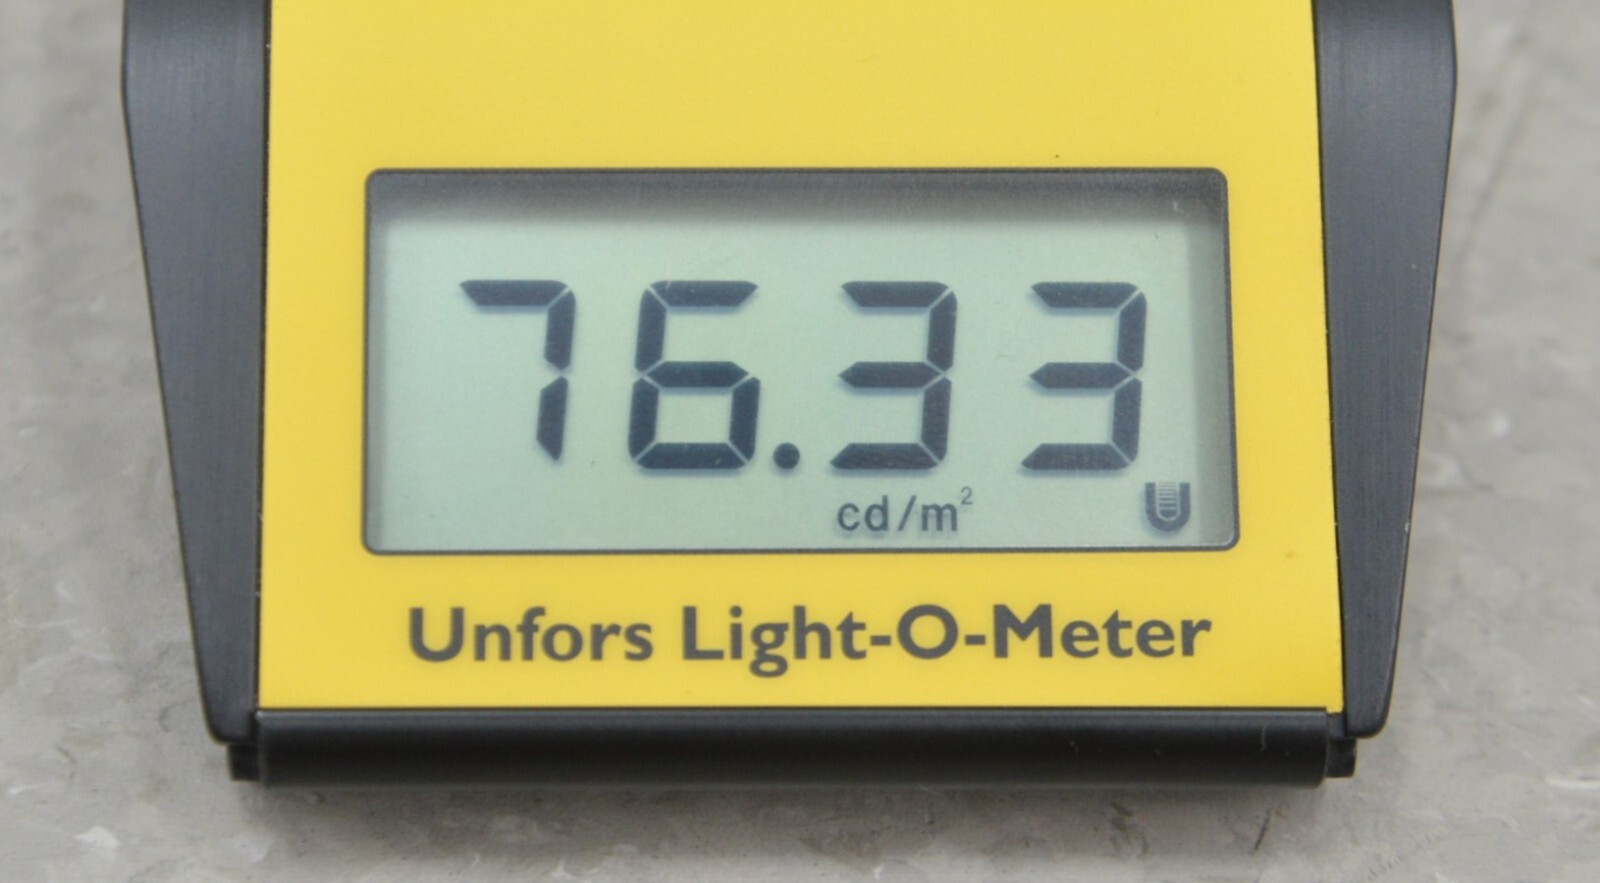 76.33
cd/m²
Unfors Light-O-Meter